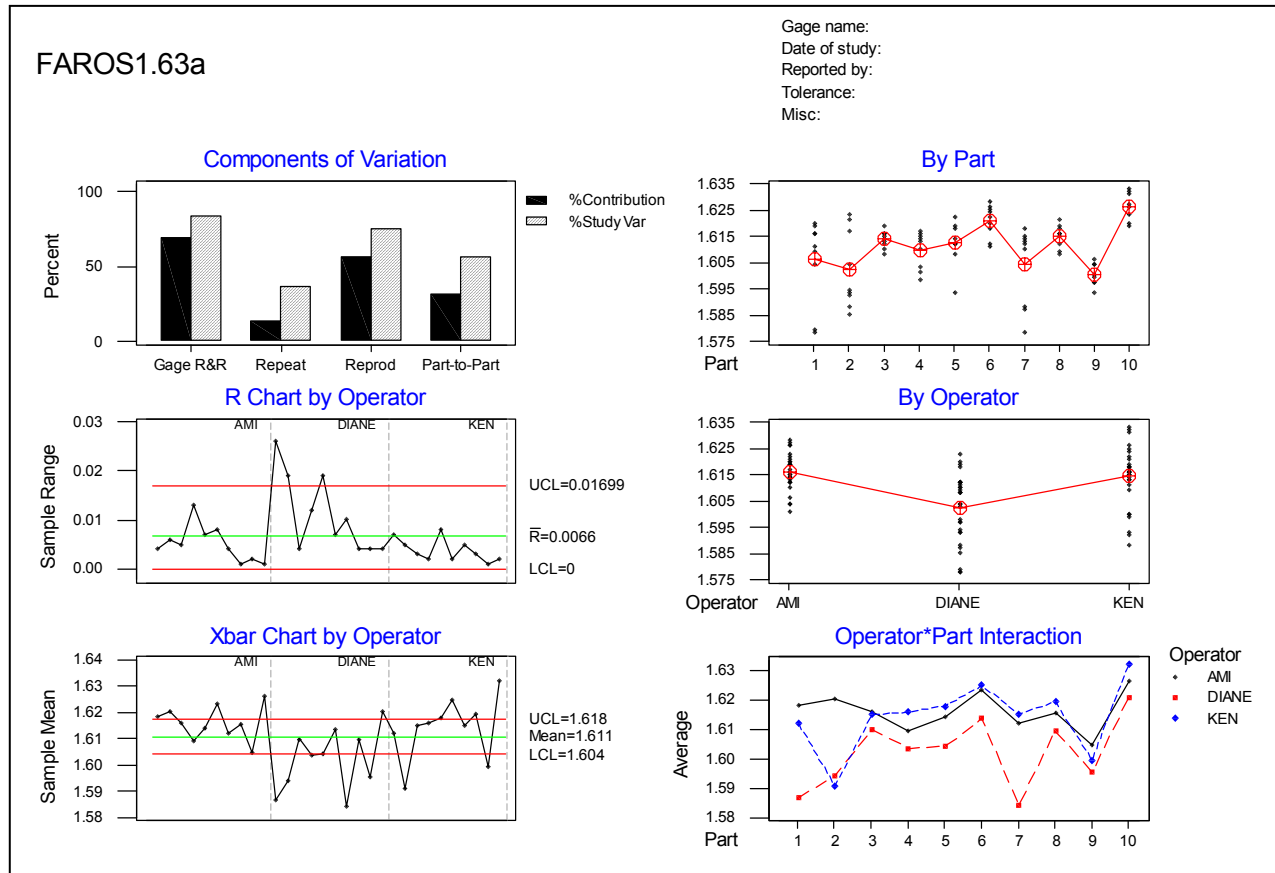 FAROS1.63a
Gage name:
Date of study:
Reported by:
Tolerance:
Misc:
Components of Variation
100
50
0
Percent
Gage R&R Repeat Reprod Part-to-Part
%Contribution
%Study Var
By Part
1.635
1.625
1.615
1.605
1.595
1.585
1.575
Part 1 2 3 4 5 6 7 8 9 10
R Chart by Operator
AMI DIANE KEN
0.03
0.02
0.01
0.00
Sample Range
UCL=0.01699
R̅=0.0066
LCL=0
By Operator
1.635
1.625
1.615
1.605
1.595
1.585
1.575
Operator AMI DIANE KEN
Xbar Chart by Operator
AMI DIANE KEN
1.64
1.63
1.62
1.61
1.60
1.59
1.58
Sample Mean
UCL=1.618
Mean=1.611
LCL=1.604
Operator*Part Interaction
1.63
1.62
1.61
1.60
1.59
1.58
Average
Part 1 2 3 4 5 6 7 8 9 10
Operator
AMI
DIANE
KEN